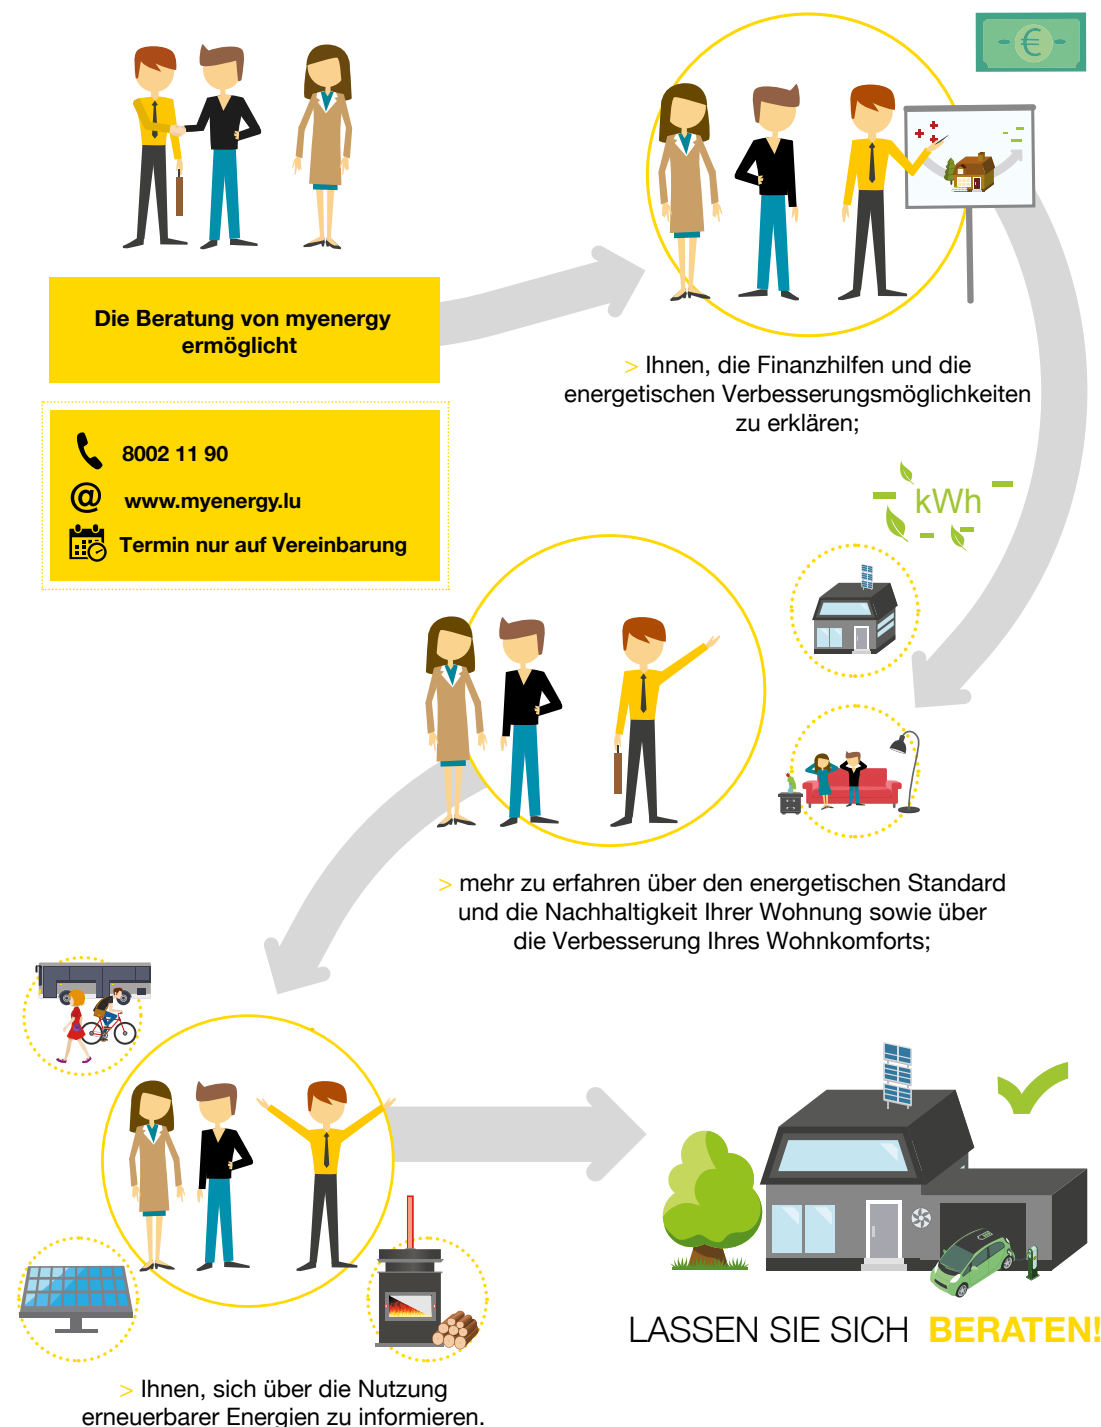 €
Die Beratung von myenergy
ermöglicht
> Ihnen, die Finanzhilfen und die
energetischen Verbesserungsmöglichkeiten
zu erklären;
8002 11 90
@ www.myenergy.lu
Termin nur auf Vereinbarung
kWh
> mehr zu erfahren über den energetischen Standard
und die Nachhaltigkeit Ihrer Wohnung sowie über
die Verbesserung Ihres Wohnkomforts;
LASSEN SIE SICH BERATEN!
> Ihnen, sich über die Nutzung
erneuerbarer Energien zu informieren.